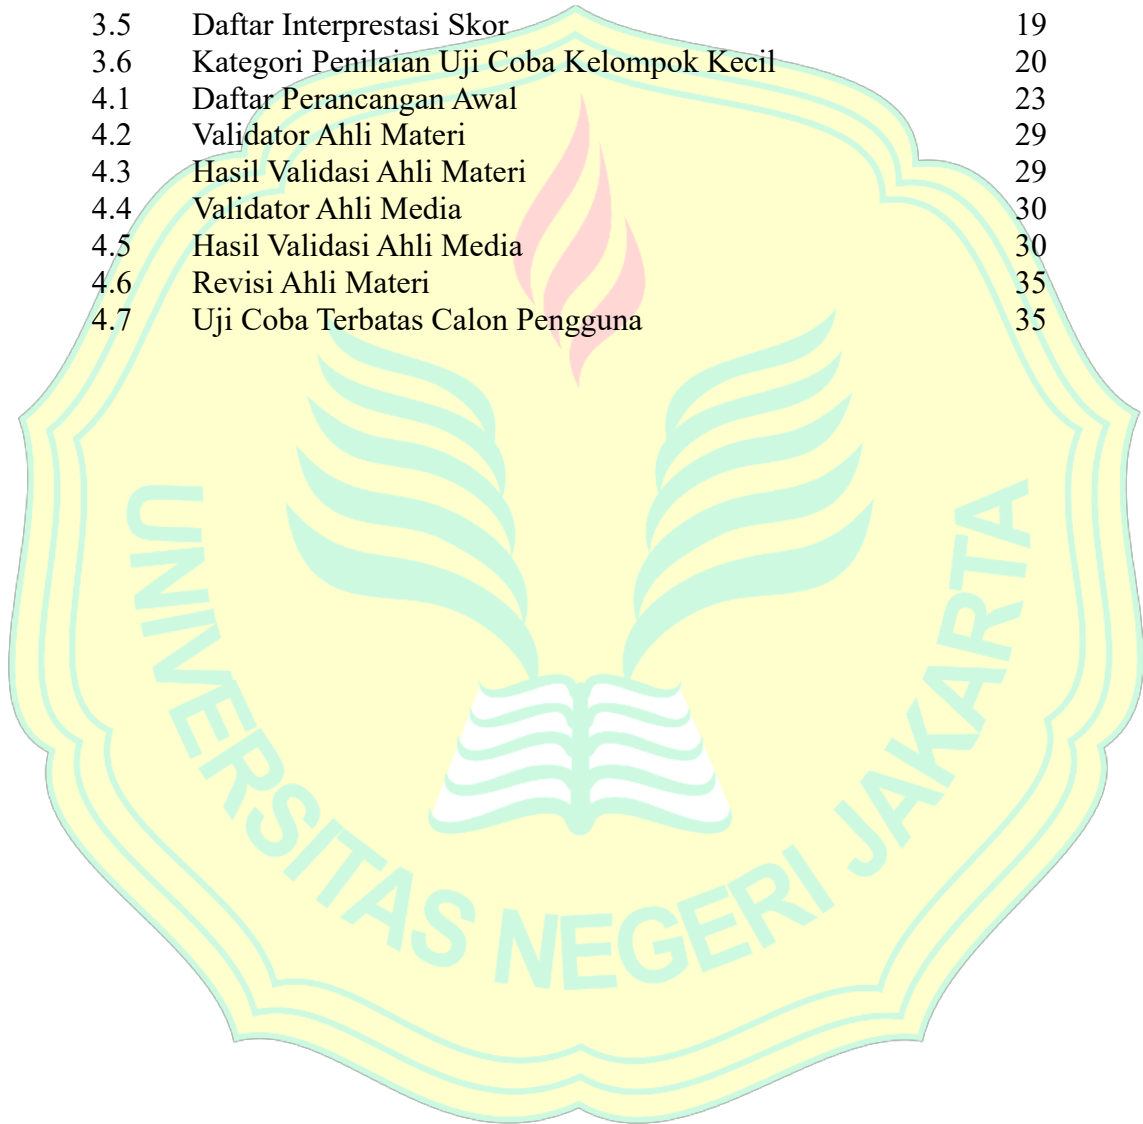 3.5 Daftar Interprestasi Skor 19
3.6 Kategori Penilaian Uji Coba Kelompok Kecil 20
4.1 Daftar Perancangan Awal 23
4.2 Validator Ahli Materi 29
4.3 Hasil Validasi Ahli Materi 29
4.4 Validator Ahli Media 30
4.5 Hasil Validasi Ahli Media 30
4.6 Revisi Ahli Materi 35
4.7 Uji Coba Terbatas Calon Pengguna 35
UNIVERSITAS NEGERI JAKARTA